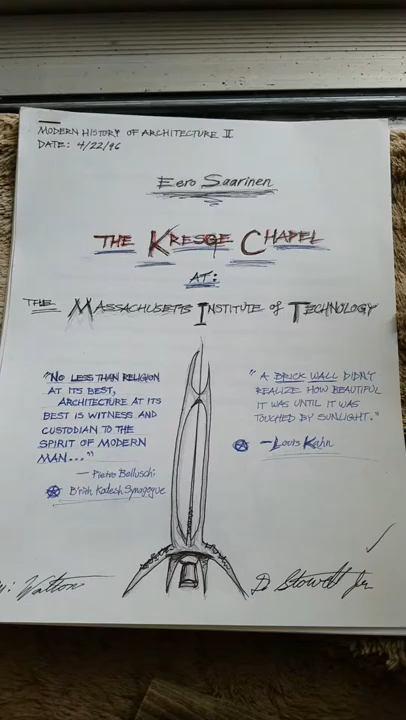 MODERN HISTORY OF ARCHITECTURE II
DATE: 4/22/96
Eero Saarinen
THE KRESGE CHAPEL
AT:
THE MASSACHUSETTS INSTITUTE of TECHNOLOGY
"NO LESS THAN RELIGION
AT ITS BEST,
ARCHITECTURE AT ITS
BEST IS WITNESS AND
CUSTODIAN TO THE
SPIRIT OF MODERN
MAN..."
— Pietro Belluschi
B'rith Kodesh Synagogue
" A BRICK WALL DIDN'T
REALIZE HOW BEAUTIFUL
IT WAS UNTIL IT WAS
TOUCHED BY SUNLIGHT."
— Louis Kahn